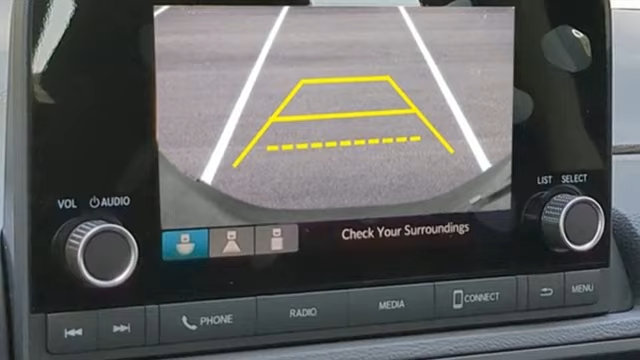 VOL
AUDIO
LIST
SELECT
Check Your Surroundings
PHONE
RADIO
MEDIA
CONNECT
MENU